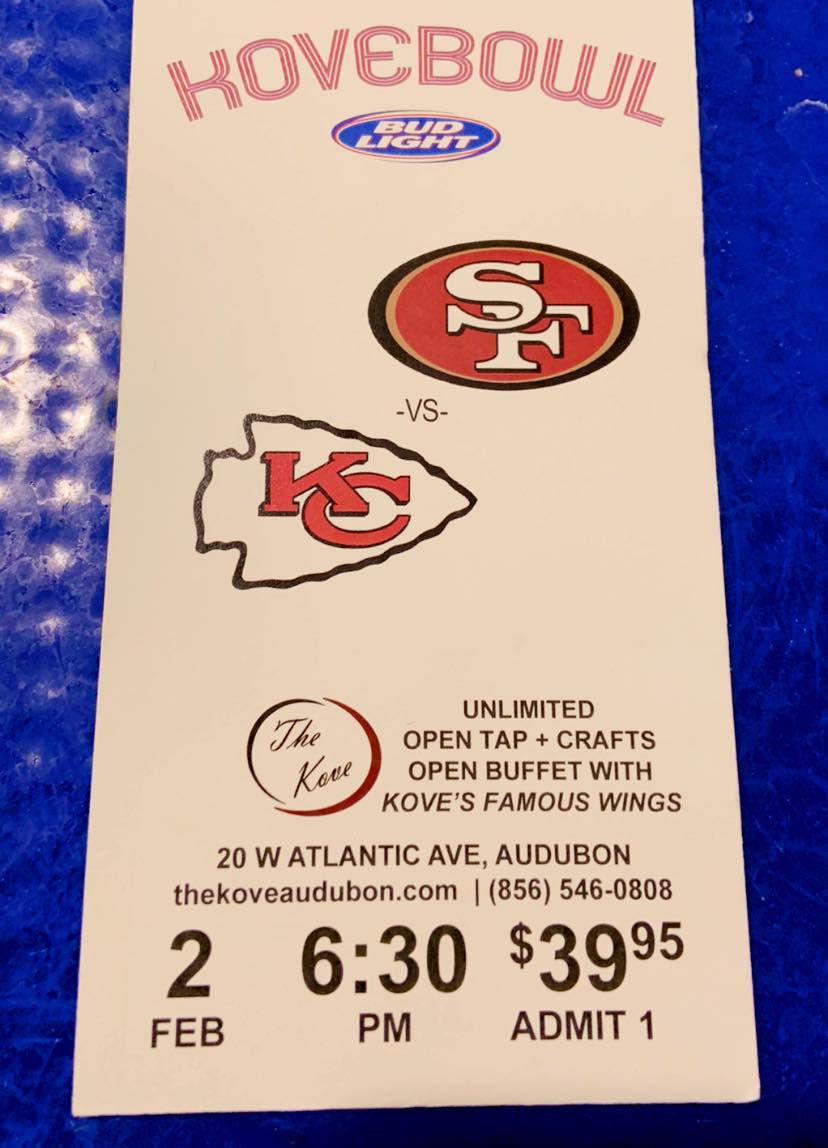 KOVEBOWL
BUD
LIGHT
SF
-VS-
KC
The
Kove
UNLIMITED
OPEN TAP + CRAFTS
OPEN BUFFET WITH
KOVE'S FAMOUS WINGS
20 W ATLANTIC AVE, AUDUBON
thekoveaudubon.com | (856) 546-0808
2 6:30 $39.95
FEB PM ADMIT 1